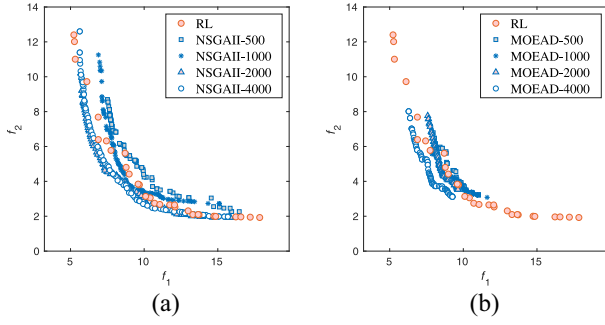 14
12
10
8
6
4
2
0
f2
5
10
15
f1
RL
NSGAII-500
NSGAII-1000
NSGAII-2000
NSGAII-4000
(a)
14
12
10
8
6
4
2
0
f2
5
10
15
f1
RL
MOEAD-500
MOEAD-1000
MOEAD-2000
MOEAD-4000
(b)